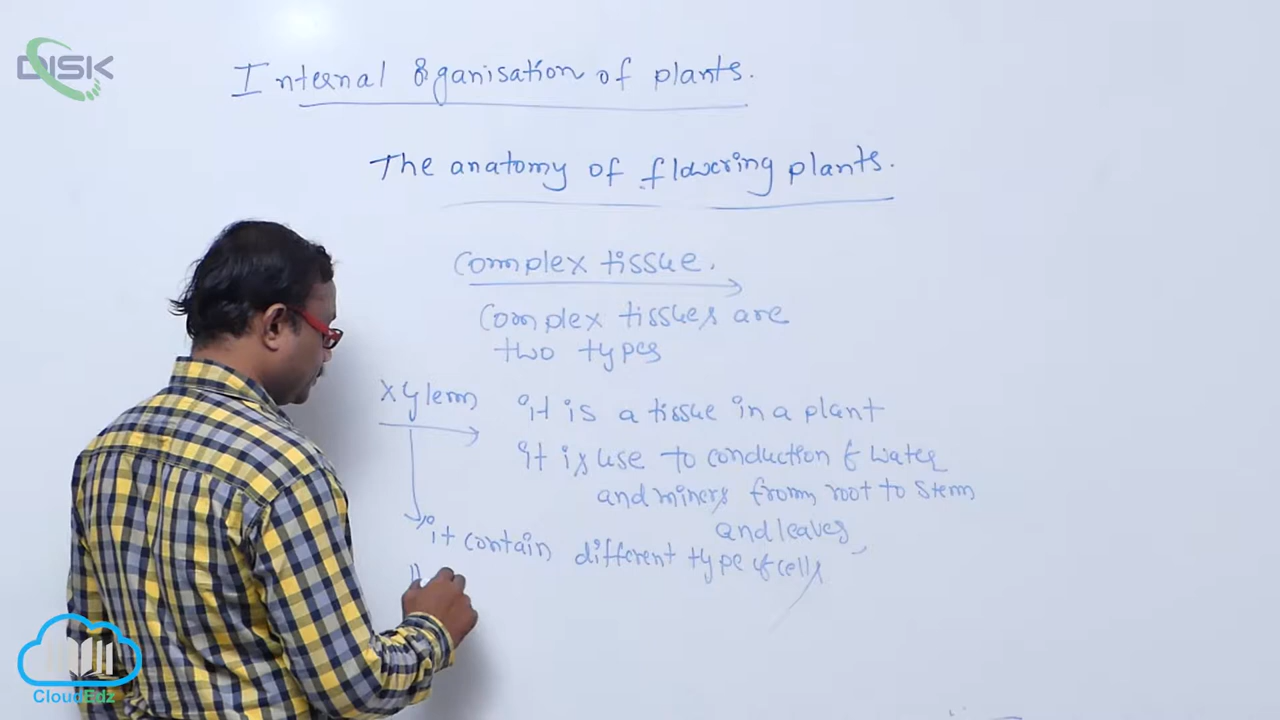 DISK
Internal organisation of plants.
The anatomy of flowering plants.
Complex tissue.
Complex tissues are
two types
Xylem it is a tissue in a plant
it is use to conduction of water
and miners from root to stem
and leaves
it contain different type of cells
CloudEdz